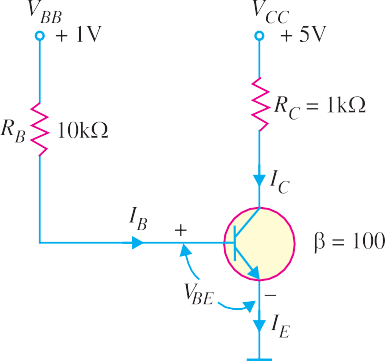 V_BB V_CC
+ 1V + 5V
R_B 10kΩ R_C = 1kΩ
I_C
I_B + β = 100
V_BE −
I_E